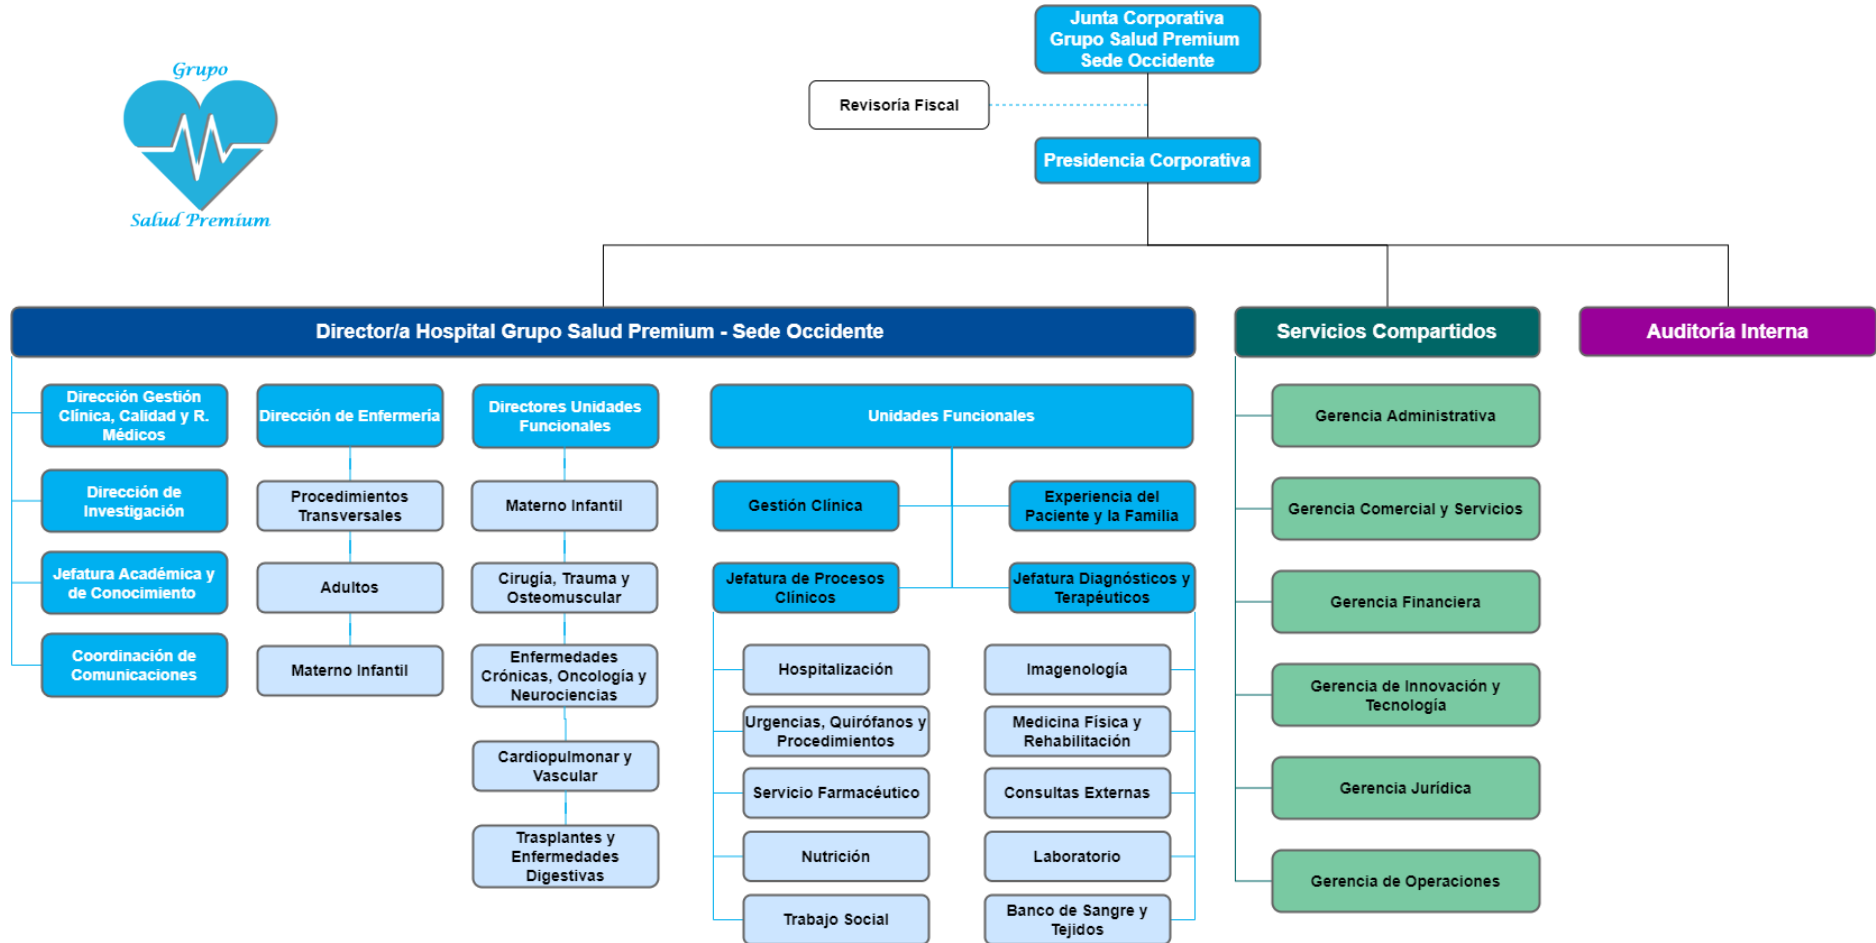 Junta Corporativa
Grupo Salud Premium
Sede Occidente
Grupo
Salud Premium
Revisoría Fiscal
Presidencia Corporativa
Director/a Hospital Grupo Salud Premium - Sede Occidente
Servicios Compartidos
Auditoría Interna
Dirección Gestión
Clínica, Calidad y R.
Médicos
Dirección de
Investigación
Jefatura Académica y
de Conocimiento
Coordinación de
Comunicaciones
Dirección de Enfermería
Procedimientos
Transversales
Adultos
Materno Infantil
Directores Unidades
Funcionales
Materno Infantil
Cirugía, Trauma y
Osteomuscular
Enfermedades
Crónicas, Oncología y
Neurociencias
Cardiopulmonar y
Vascular
Trasplantes y
Enfermedades
Digestivas
Unidades Funcionales
Gestión Clínica
Experiencia del
Paciente y la Familia
Jefatura de Procesos
Clínicos
Jefatura Diagnósticos y
Terapéuticos
Hospitalización
Urgencias, Quirófanos y
Procedimientos
Servicio Farmacéutico
Nutrición
Trabajo Social
Imagenología
Medicina Física y
Rehabilitación
Consultas Externas
Laboratorio
Banco de Sangre y
Tejidos
Gerencia Administrativa
Gerencia Comercial y Servicios
Gerencia Financiera
Gerencia de Innovación y
Tecnología
Gerencia Jurídica
Gerencia de Operaciones